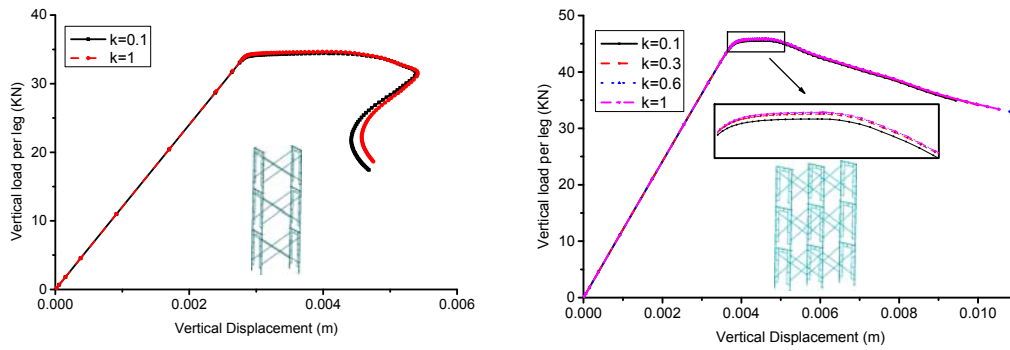 k=0.1
k=1
40
30
20
10
0
0.000
0.002
0.004
0.006
Vertical load per leg (KN)
Vertical Displacement (m)
k=0.1
k=0.3
k=0.6
k=1
50
40
30
20
10
0
0.000
0.002
0.004
0.006
0.008
0.010
Vertical load per leg (KN)
Vertical Displacement (m)